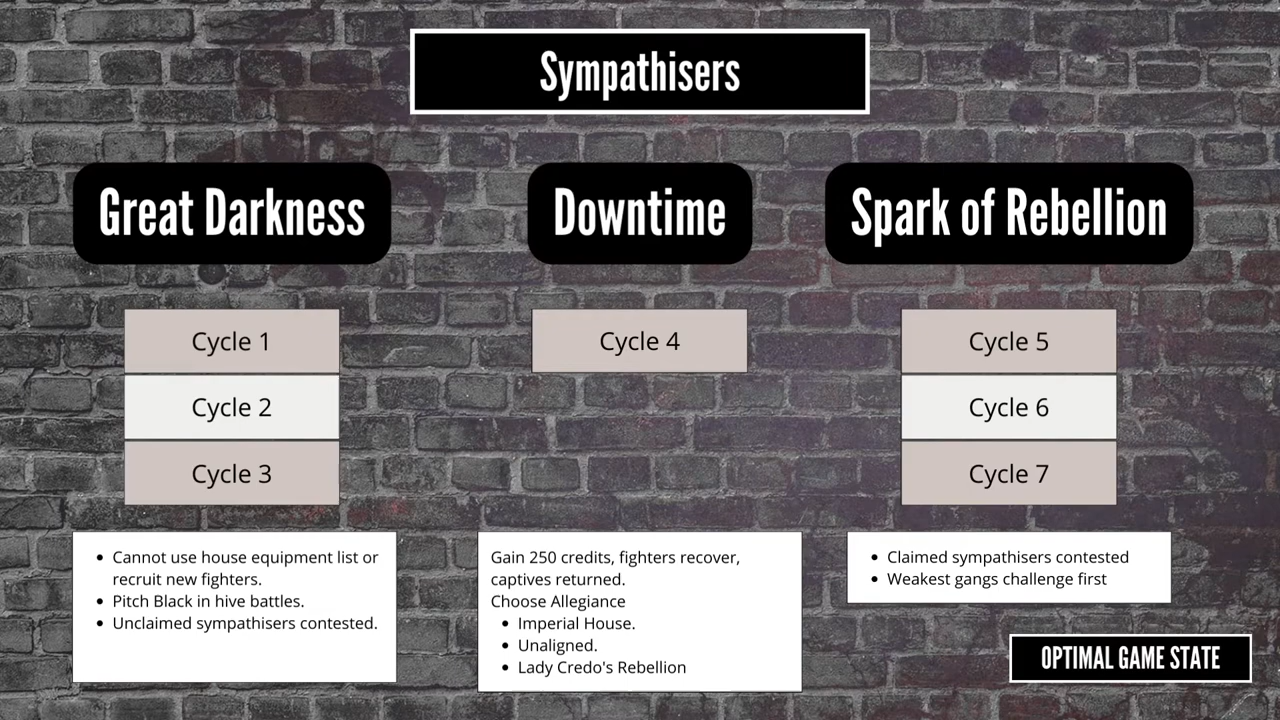 Sympathisers
Great Darkness
Downtime
Spark of Rebellion
Cycle 1
Cycle 2
Cycle 3
Cycle 4
Cycle 5
Cycle 6
Cycle 7
• Cannot use house equipment list or
recruit new fighters.
• Pitch Black in hive battles.
• Unclaimed sympathisers contested.
Gain 250 credits, fighters recover,
captives returned.
Choose Allegiance
• Imperial House.
• Unaligned.
• Lady Credo's Rebellion
• Claimed sympathisers contested
• Weakest gangs challenge first
OPTIMAL GAME STATE